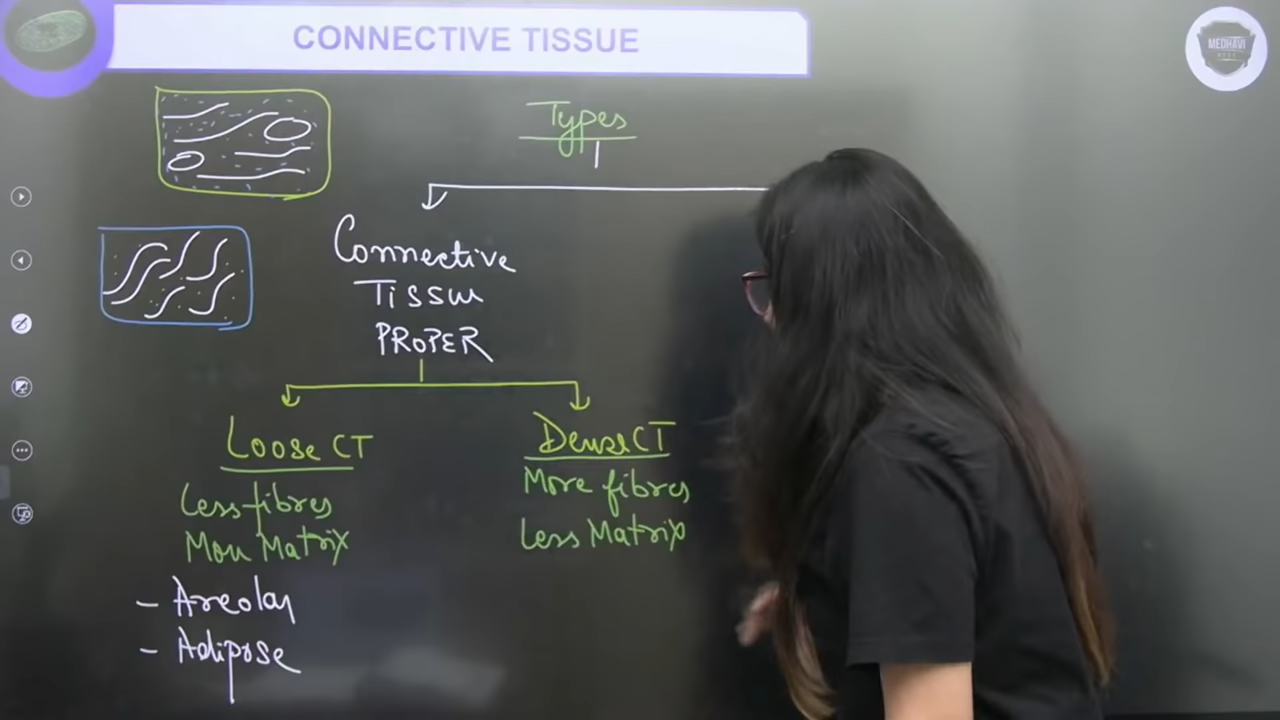 CONNECTIVE TISSUE
MEDHAVI
Types
Connective
Tissue
PROPER
Loose CT
Less fibres
More Matrix
- Areolar
- Adipose
Dense CT
More fibres
Less Matrix